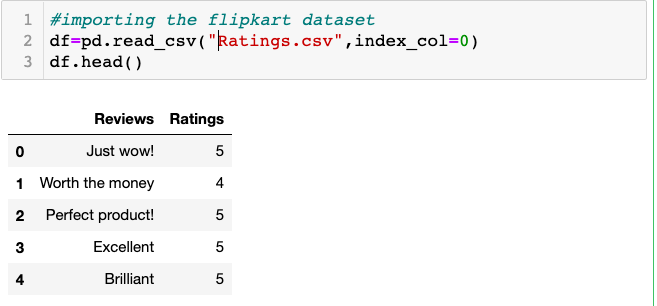 1 #importing the flipkart dataset
2 df=pd.read_csv("Ratings.csv",index_col=0)
3 df.head()
Reviews Ratings
0 Just wow! 5
1 Worth the money 4
2 Perfect product! 5
3 Excellent 5
4 Brilliant 5